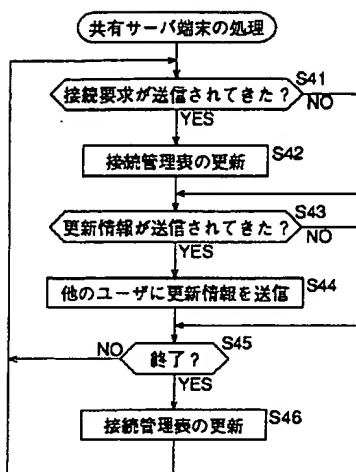 共有サーバ端末の処理
S41
接続要求が送信されてきた？
NO
YES
S42
接続管理表の更新
S43
更新情報が送信されてきた？
NO
YES
S44
他のユーザに更新情報を送信
S45
NO
終了？
YES
S46
接続管理表の更新